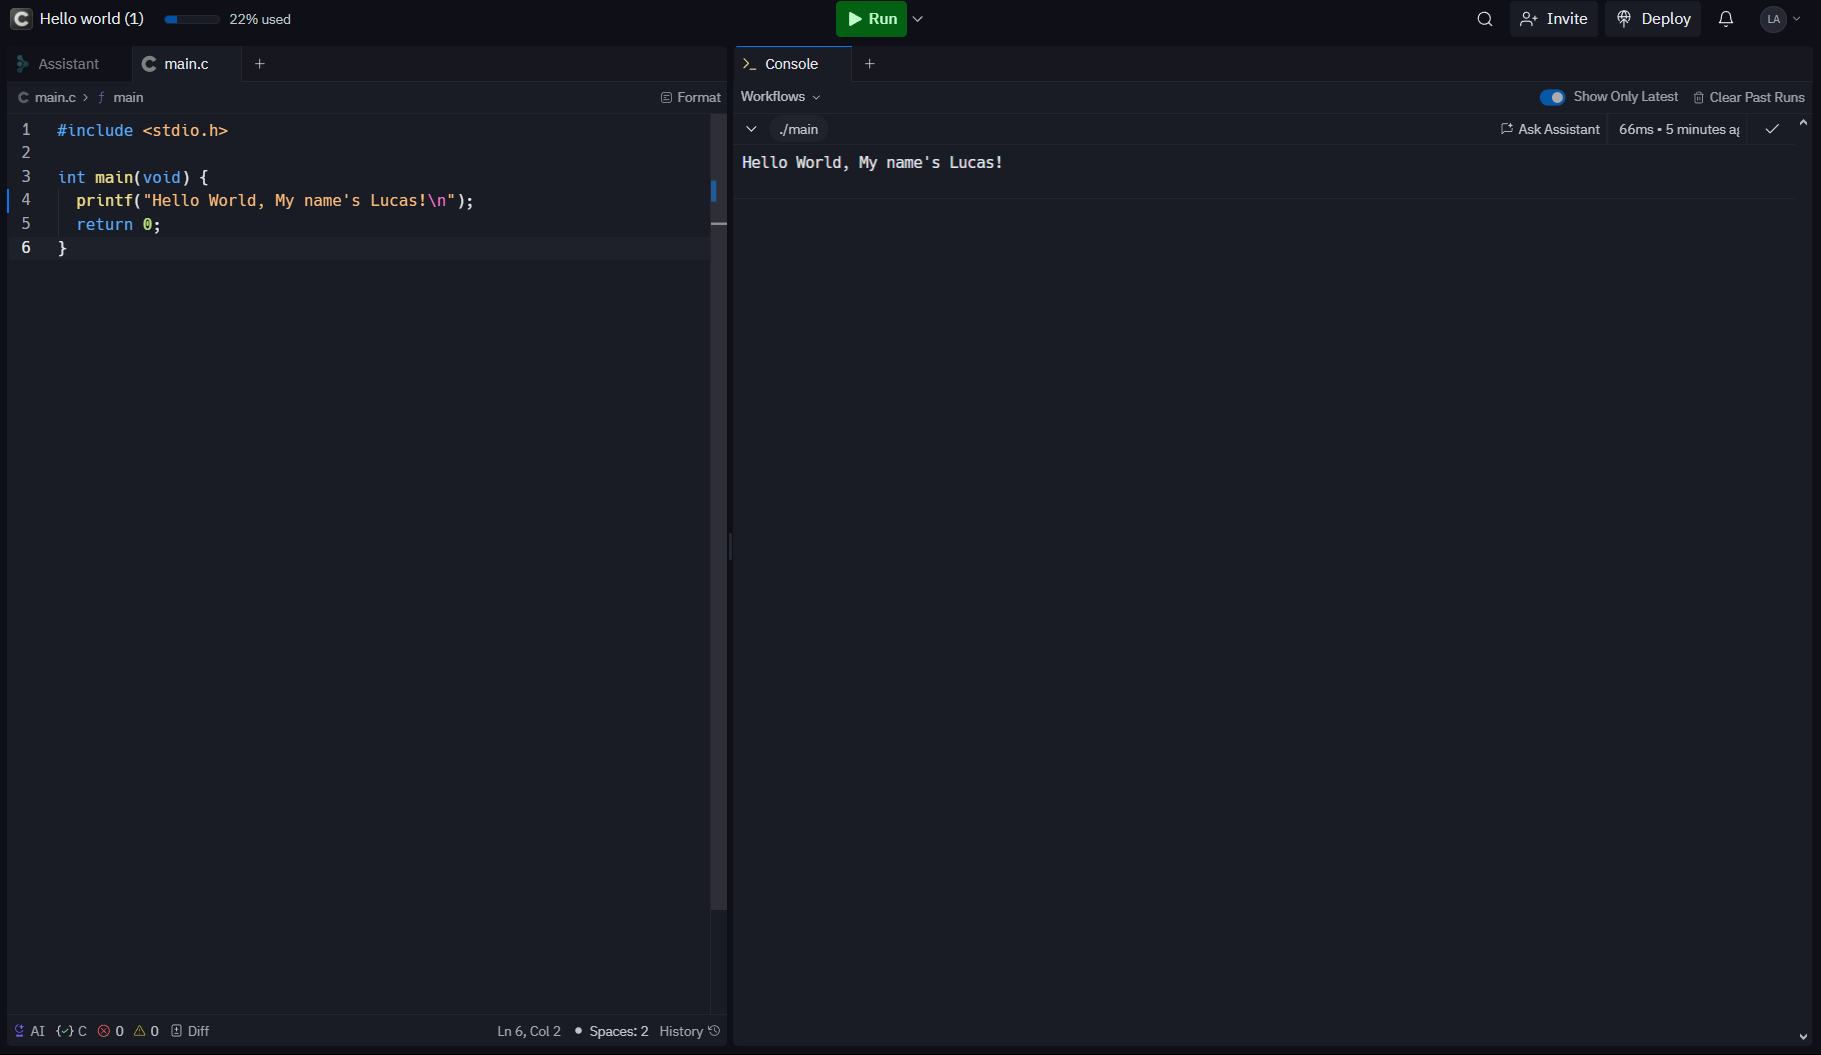 Hello world (1) 22% used Run Invite Deploy LA
Assistant main.c
main.c > ƒ main Format
1 #include <stdio.h>
2
3 int main(void) {
4   printf("Hello World, My name's Lucas!\n");
5   return 0;
6 }
AI {✓} C 0 0 Diff Ln 6, Col 2 • Spaces: 2 History
>_ Console
Workflows Show Only Latest Clear Past Runs
./main Ask Assistant 66ms • 5 minutes ag
Hello World, My name's Lucas!